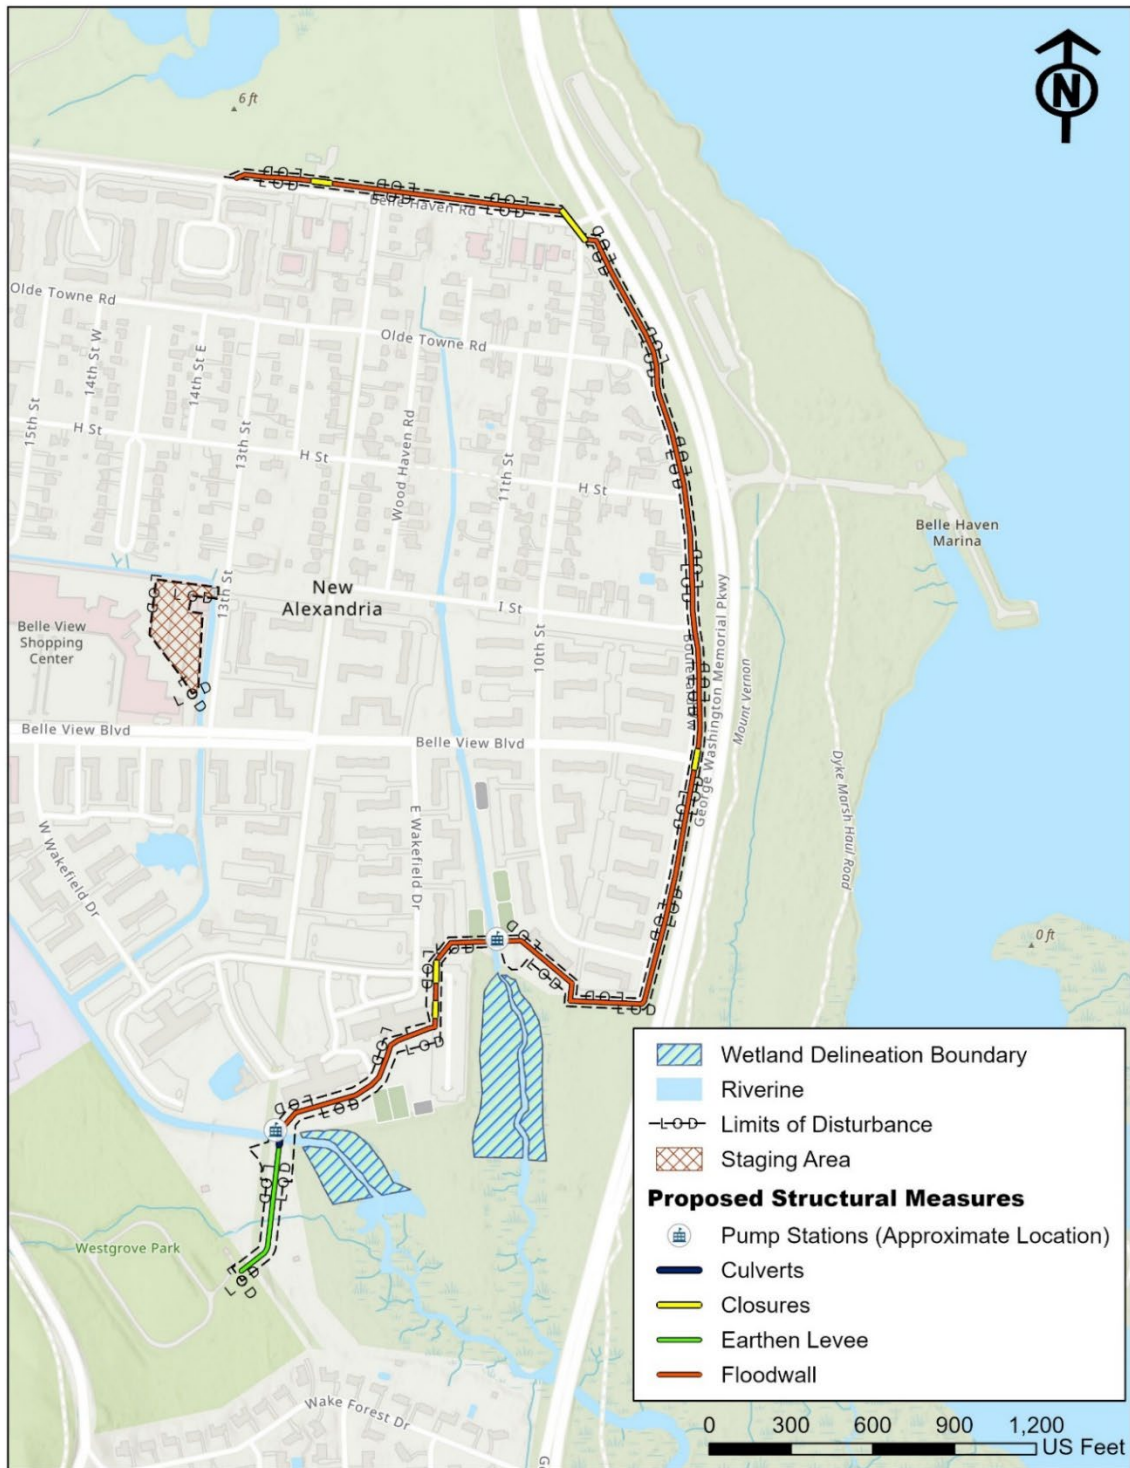 N
6 ft
L-O-D
L-O-D
L-O-D
L-O-D
L-O-D
L-O-D
Belle Haven Rd
L-O-D
L-O-D
Olde Towne Rd
Olde Towne Rd
L-O-D
L-O-D
15th St
14th St W
14th St E
13th St
H St
H St
Wood Haven Rd
11th St
H St
L-O-D
L-O-D
Belle Haven
Marina
L-O-D
L-O-D
L-O-D
L-O-D
13th St
New
Alexandria
I St
10th St
Belle View
Shopping
Center
L-O-D
L-O-D
L-O-D
L-O-D
George Washington Memorial Pkwy
Mount Vernon
Belle View Blvd
Belle View Blvd
L-O-D
L-O-D
Dyke Marsh Haul Road
W Wakefield Dr
E Wakefield Dr
L-O-D
L-O-D
0 ft
L-O-D
L-O-D
L-O-D
L-O-D
L-O-D
L-O-D
L-O-D
L-O-D
L-O-D
L-O-D
L-O-D
L-O-D
Westgrove Park
L-O-D
Wake Forest Dr
Wetland Delineation Boundary
Riverine
L-O-D Limits of Disturbance
Staging Area
Proposed Structural Measures
Pump Stations (Approximate Location)
Culverts
Closures
Earthen Levee
Floodwall
0 300 600 900 1,200
US Feet